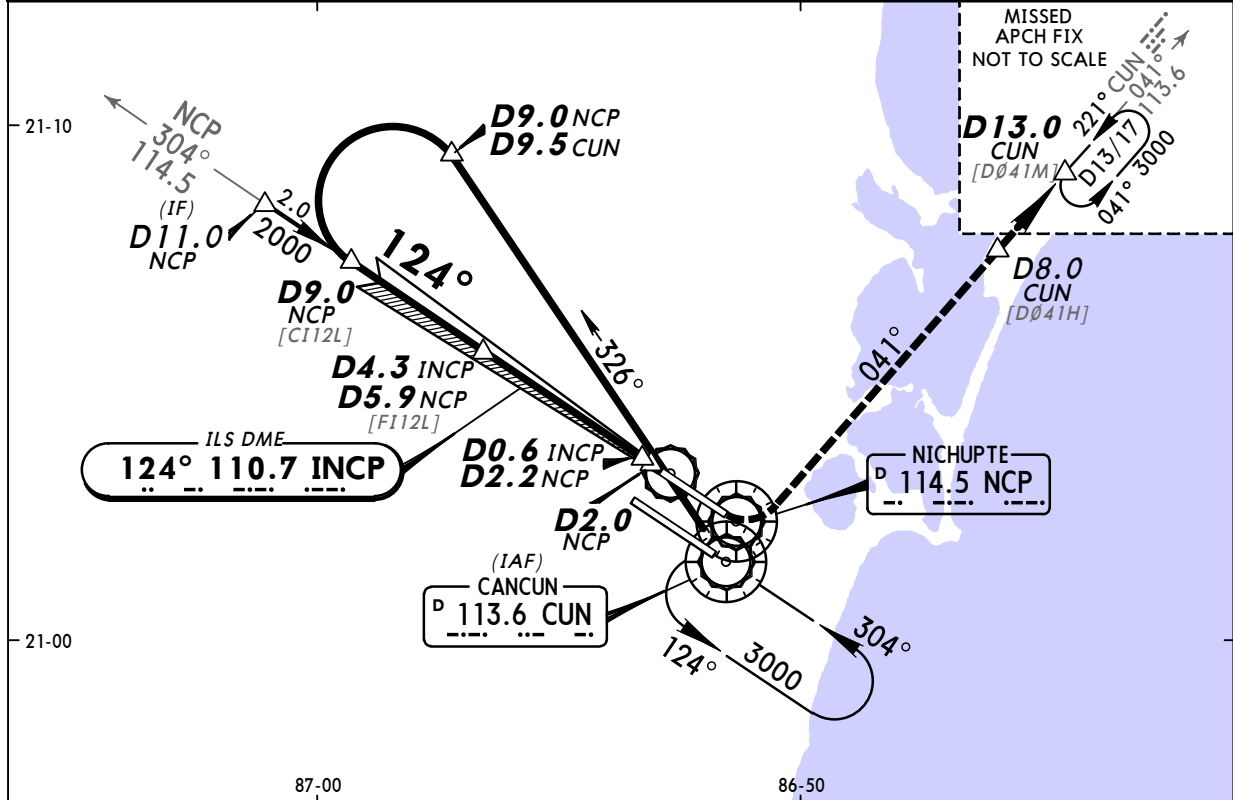 MISSED
APCH FIX
NOT TO SCALE
221°
CUN
041°
113.6
D13/17
041° 3000
D13.0
CUN
[DØ41M]
D8.0
CUN
[DØ41H]
041°
21-10
NCP
304°
114.5
(IF)
D11.0
NCP
2.0
2000
D9.0 NCP
D9.5 CUN
124°
D9.0
NCP
[CI12L]
326°
D4.3 INCP
D5.9 NCP
[FI12L]
ILS DME
124° 110.7 INCP
D0.6 INCP
D2.2 NCP
D2.0
NCP
NICHUPTE
D 114.5 NCP
(IAF)
CANCUN
D 113.6 CUN
21-00
124°
3000
304°
87-00
86-50